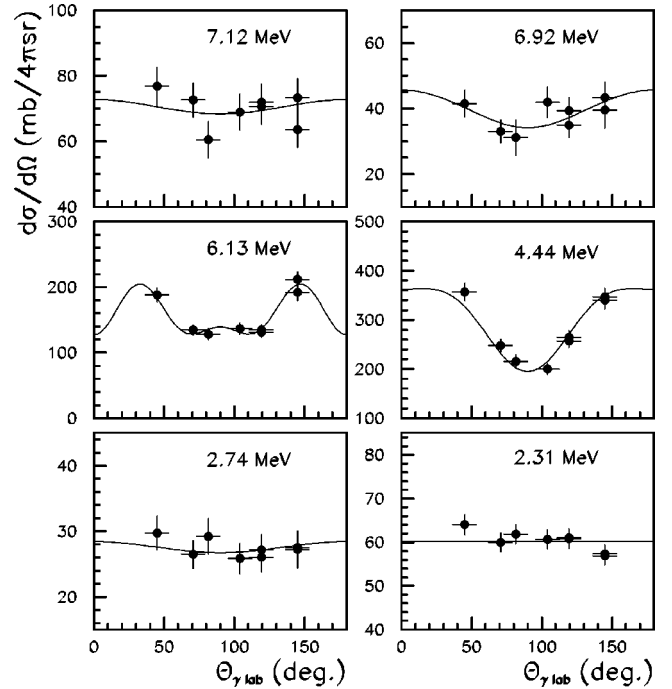 dσ/dΩ (mb/4πsr)
100 7.12 MeV 60 6.92 MeV
80 40
60 20
40
300 6.13 MeV 500 4.44 MeV
200 400
100 300
0 200
100
40 2.74 MeV 80 2.31 MeV
30 70
20 60
50
40
0 50 100 150 0 50 100 150
Θγ lab (deg.) Θγ lab (deg.)